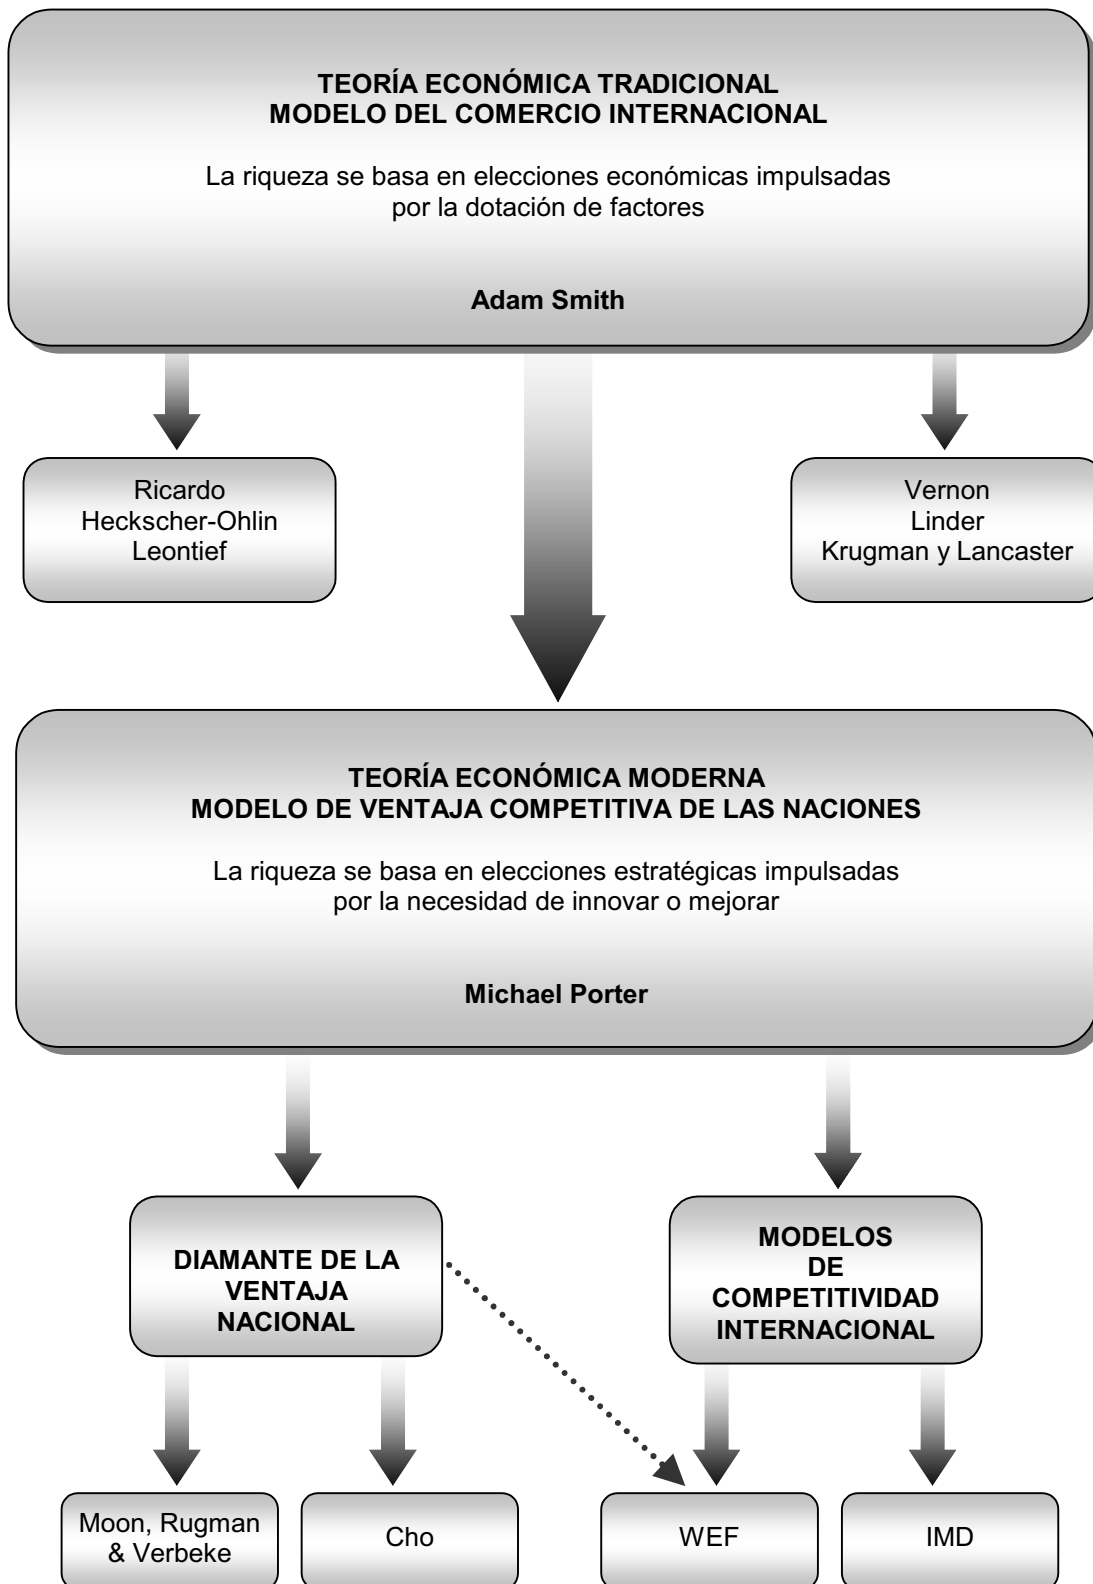 TEORÍA ECONÓMICA TRADICIONAL
MODELO DEL COMERCIO INTERNACIONAL
La riqueza se basa en elecciones económicas impulsadas
por la dotación de factores
Adam Smith
Ricardo
Heckscher-Ohlin
Leontief
Vernon
Linder
Krugman y Lancaster
TEORÍA ECONÓMICA MODERNA
MODELO DE VENTAJA COMPETITIVA DE LAS NACIONES
La riqueza se basa en elecciones estratégicas impulsadas
por la necesidad de innovar o mejorar
Michael Porter
DIAMANTE DE LA
VENTAJA
NACIONAL
MODELOS
DE
COMPETITIVIDAD
INTERNACIONAL
Moon, Rugman
& Verbeke
Cho
WEF
IMD